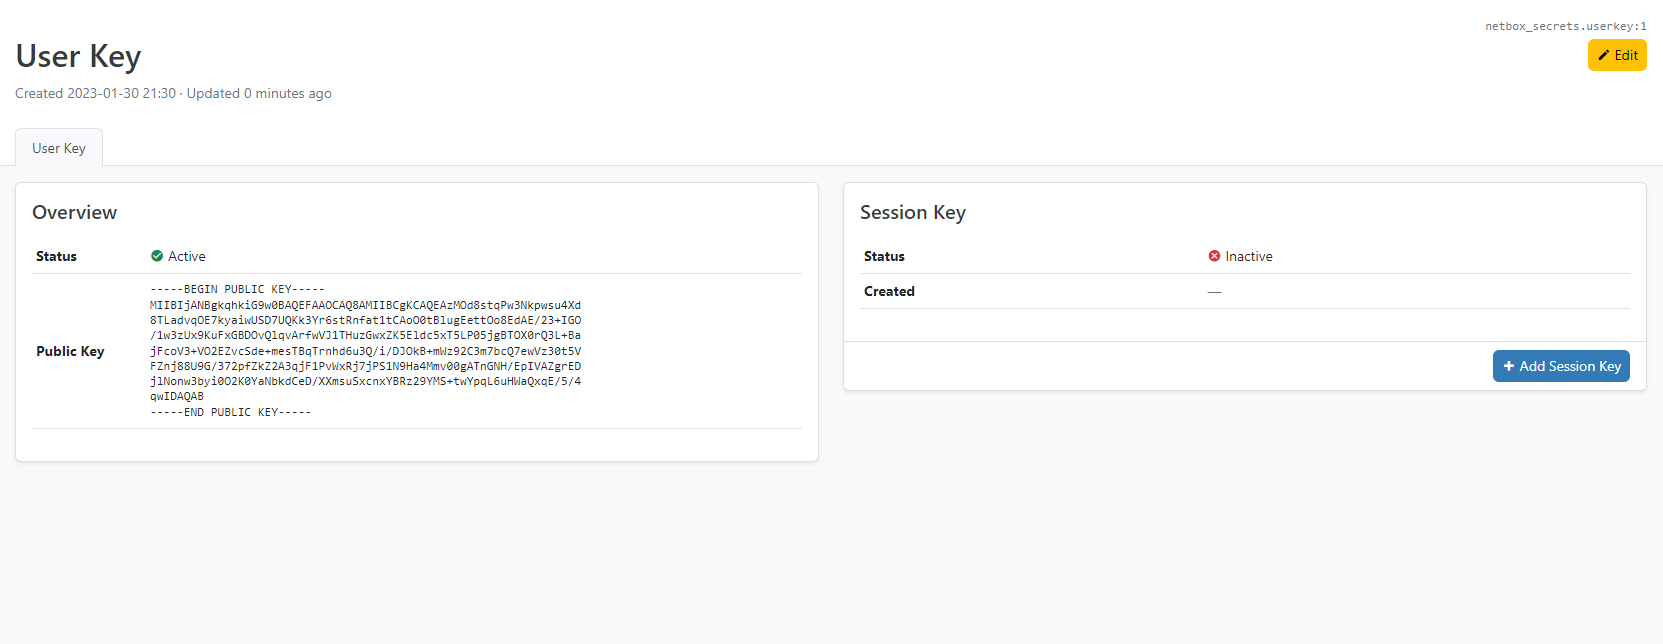 netbox_secrets.userkey:1
User Key
Edit
Created 2023-01-30 21:30 · Updated 0 minutes ago
User Key
Overview
Status Active
Public Key
-----BEGIN PUBLIC KEY-----
MIIBIjANBgkqhkiG9w0BAQEFAAOCAQ8AMIIBCgKCAQEAzMOd8stqPw3Nkpwsu4Xd
8TLadvqOE7kyaiwUSD7UQKk3Yr6stRnfat1tCAoO0tBlugEettOo8EdAE/23+IGO
/1w3zUx9KuFxGBDOvQlqvArfwVJ1THuzGwxZK5Eldc5xT5LP05jgBTOX0rQ3L+Ba
jFcoV3+VO2EZvcSde+mesTBqTrnhd6u3Q/i/DJOkB+mWz92C3m7bcQ7ewVz30t5V
FZnj88U9G/372pfZkZ2A3qjF1PvWxRj7jPS1N9Ha4Mmv00gATnGNH/EpIVAZgrED
jlNonw3byi0O2K0YaNbkdCeD/XXmsuSxcnxYBRz29YMS+twYpqL6uHWaQxqE/5/4
qwIDAQAB
-----END PUBLIC KEY-----
Session Key
Status Inactive
Created —
Add Session Key